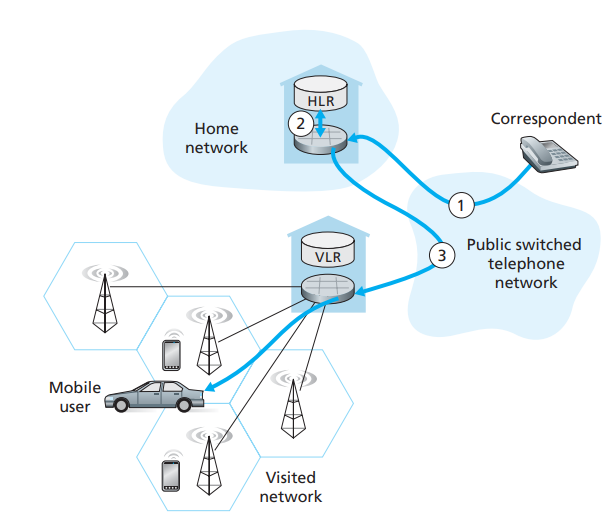 HLR
2
Home
network
Correspondent
1
VLR
3
Public switched
telephone
network
Mobile
user
Visited
network